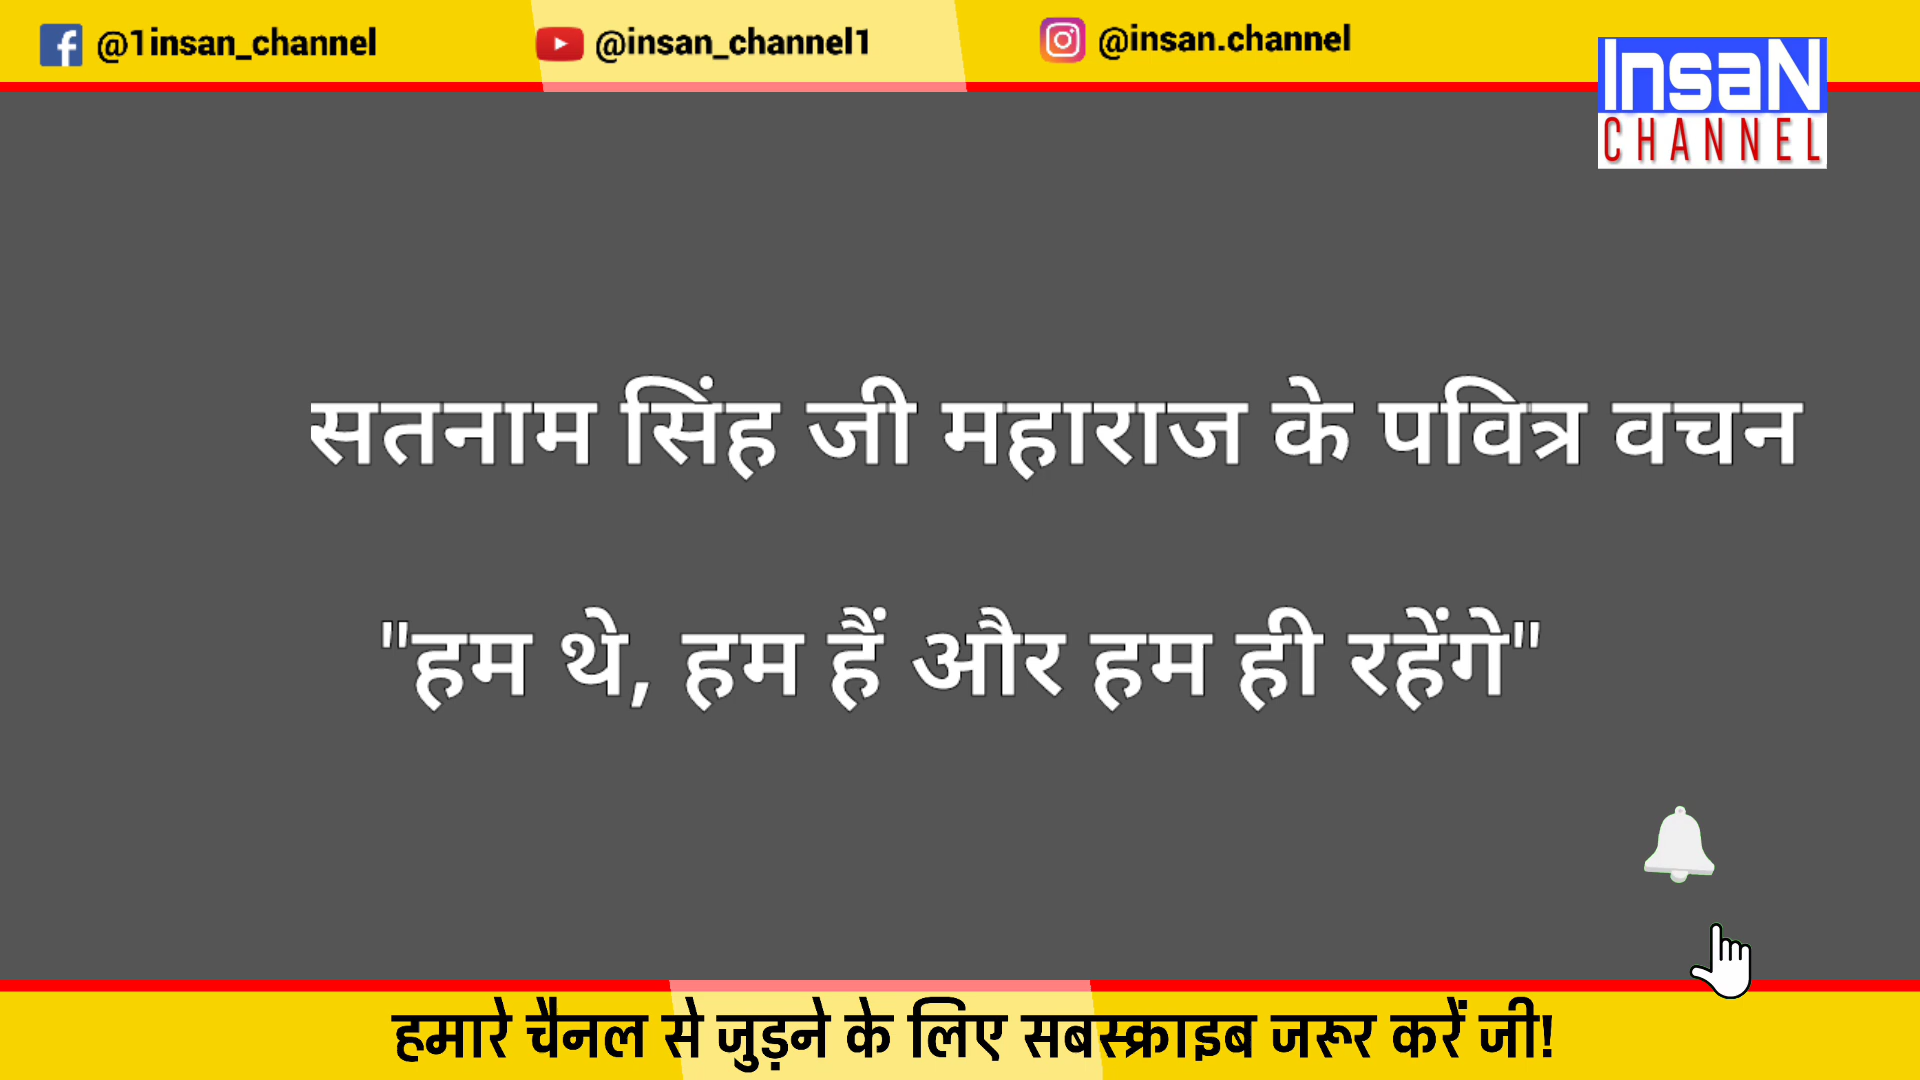 @1insan_channel @insan_channel1 @insan.channel
InsaN
CHANNEL
सतनाम सिंह जी महाराज के पवित्र वचन
"हम थे, हम हैं और हम ही रहेंगे"
हमारे चैनल से जुड़ने के लिए सबस्क्राइब जरूर करें जी!